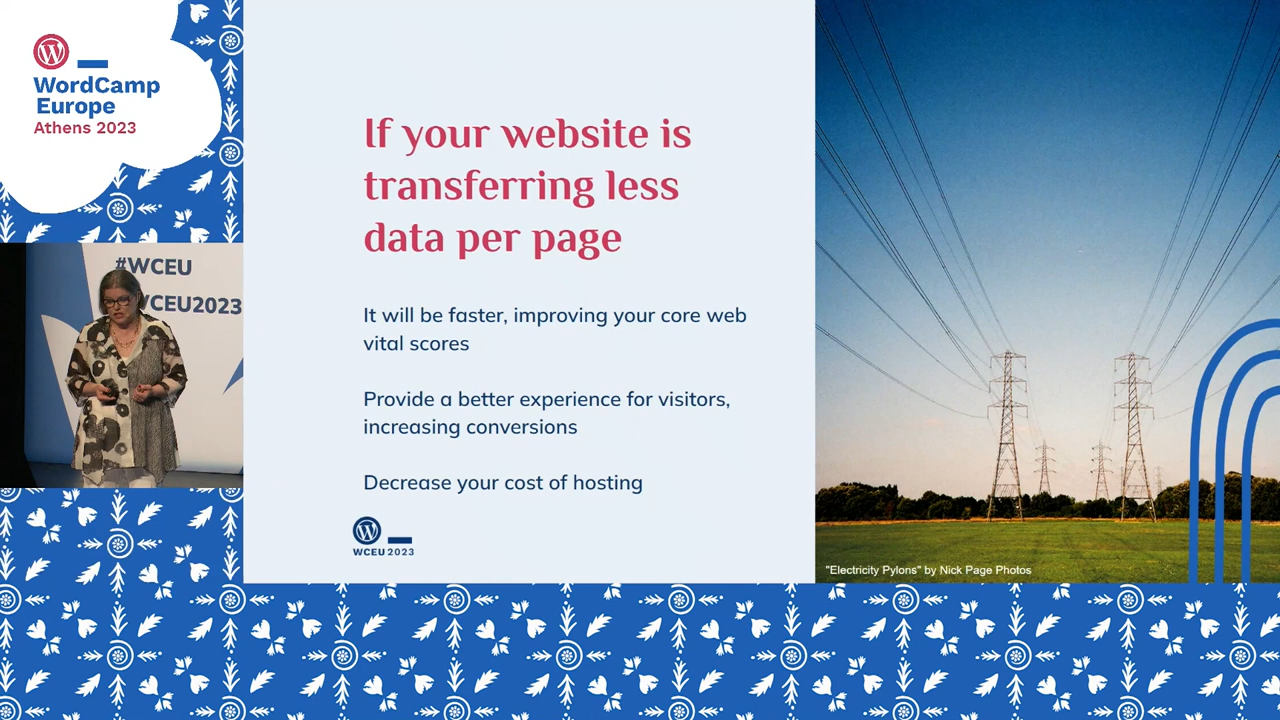 WordCamp
Europe
Athens 2023
#WCEU
WCEU2023
If your website is
transferring less
data per page
It will be faster, improving your core web
vital scores
Provide a better experience for visitors,
increasing conversions
Decrease your cost of hosting
WCEU 2023
"Electricity Pylons" by Nick Page Photos